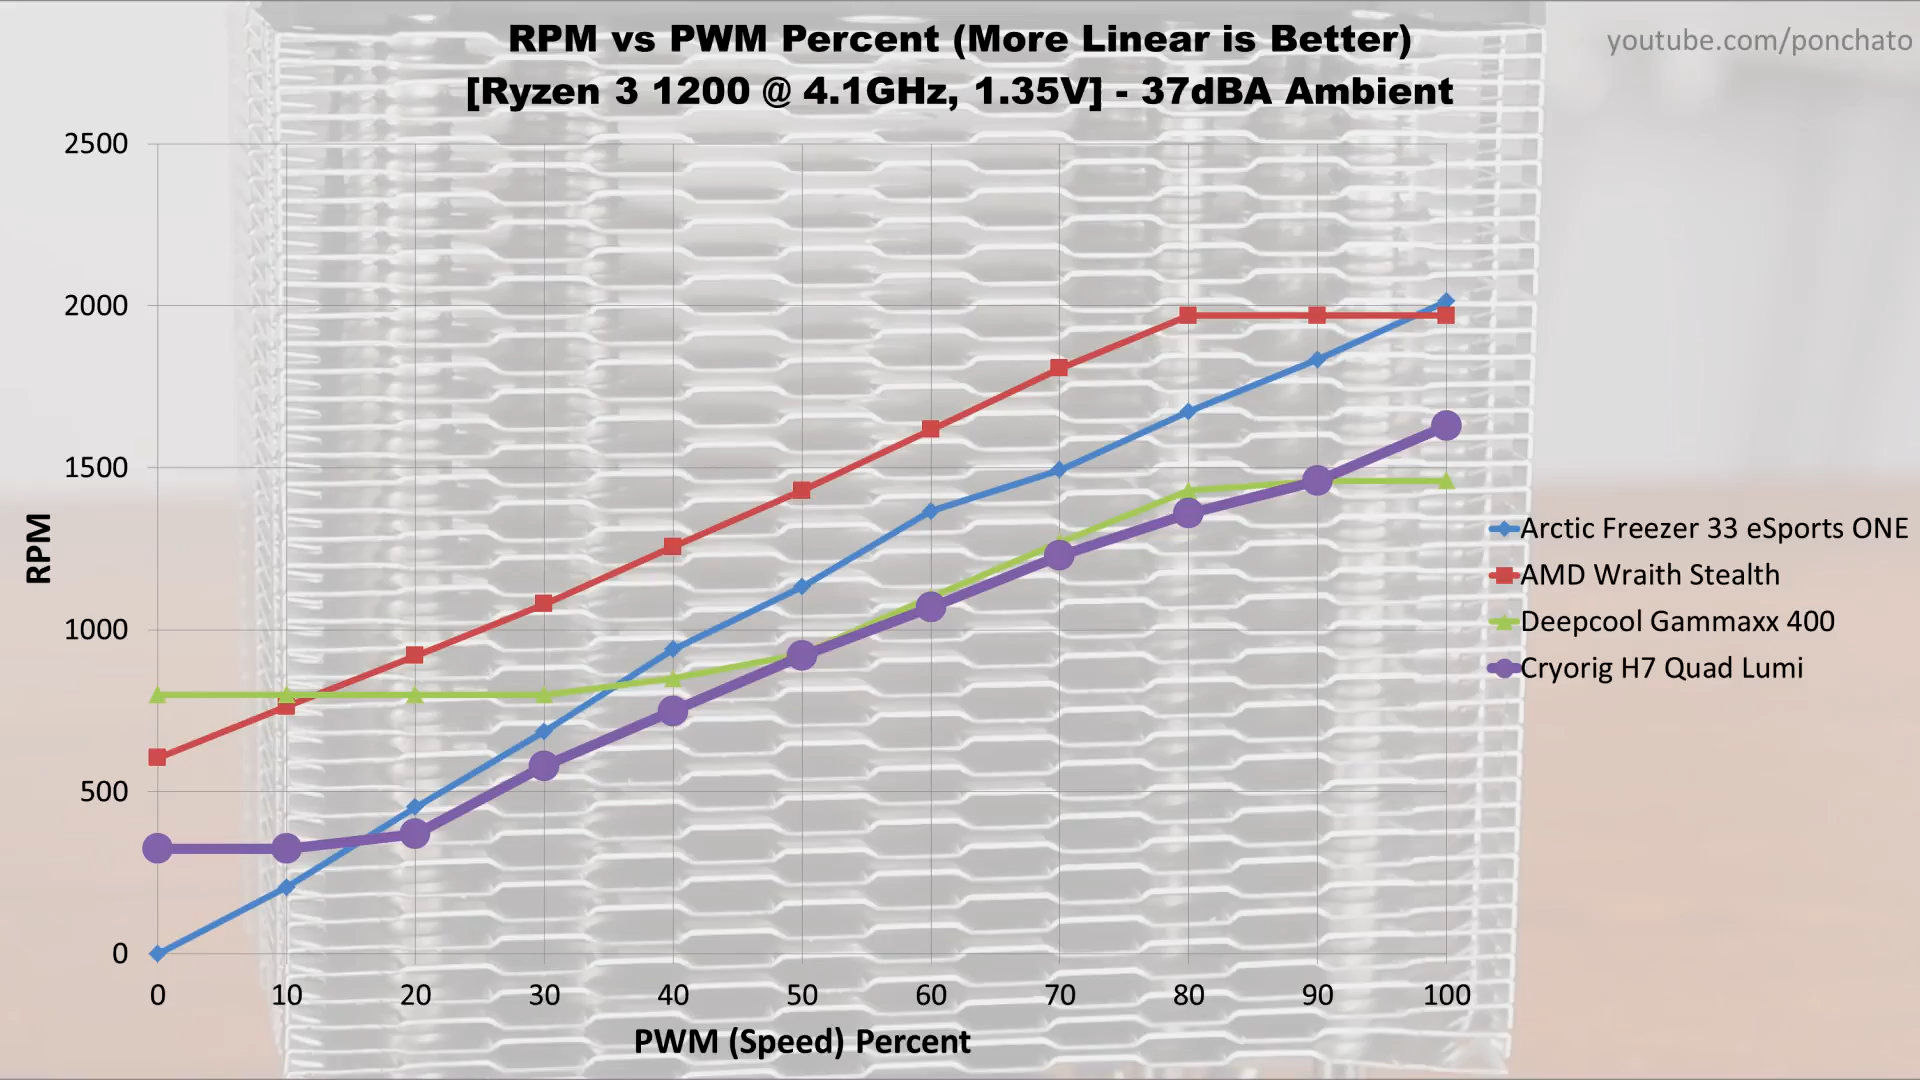 RPM vs PWM Percent (More Linear is Better)
[Ryzen 3 1200 @ 4.1GHz, 1.35V] - 37dBA Ambient
youtube.com/ponchato
2500
2000
1500
1000
500
0
RPM
0 10 20 30 40 50 60 70 80 90 100
PWM (Speed) Percent
Arctic Freezer 33 eSports ONE
AMD Wraith Stealth
Deepcool Gammaxx 400
Cryorig H7 Quad Lumi